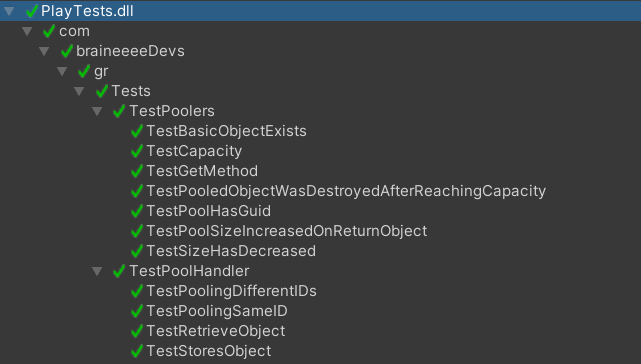 PlayTests.dll
com
braineeeeDevs
gr
Tests
TestPoolers
TestBasicObjectExists
TestCapacity
TestGetMethod
TestPooledObjectWasDestroyedAfterReachingCapacity
TestPoolHasGuid
TestPoolSizeIncreasedOnReturnObject
TestSizeHasDecreased
TestPoolHandler
TestPoolingDifferentIDs
TestPoolingSameID
TestRetrieveObject
TestStoresObject